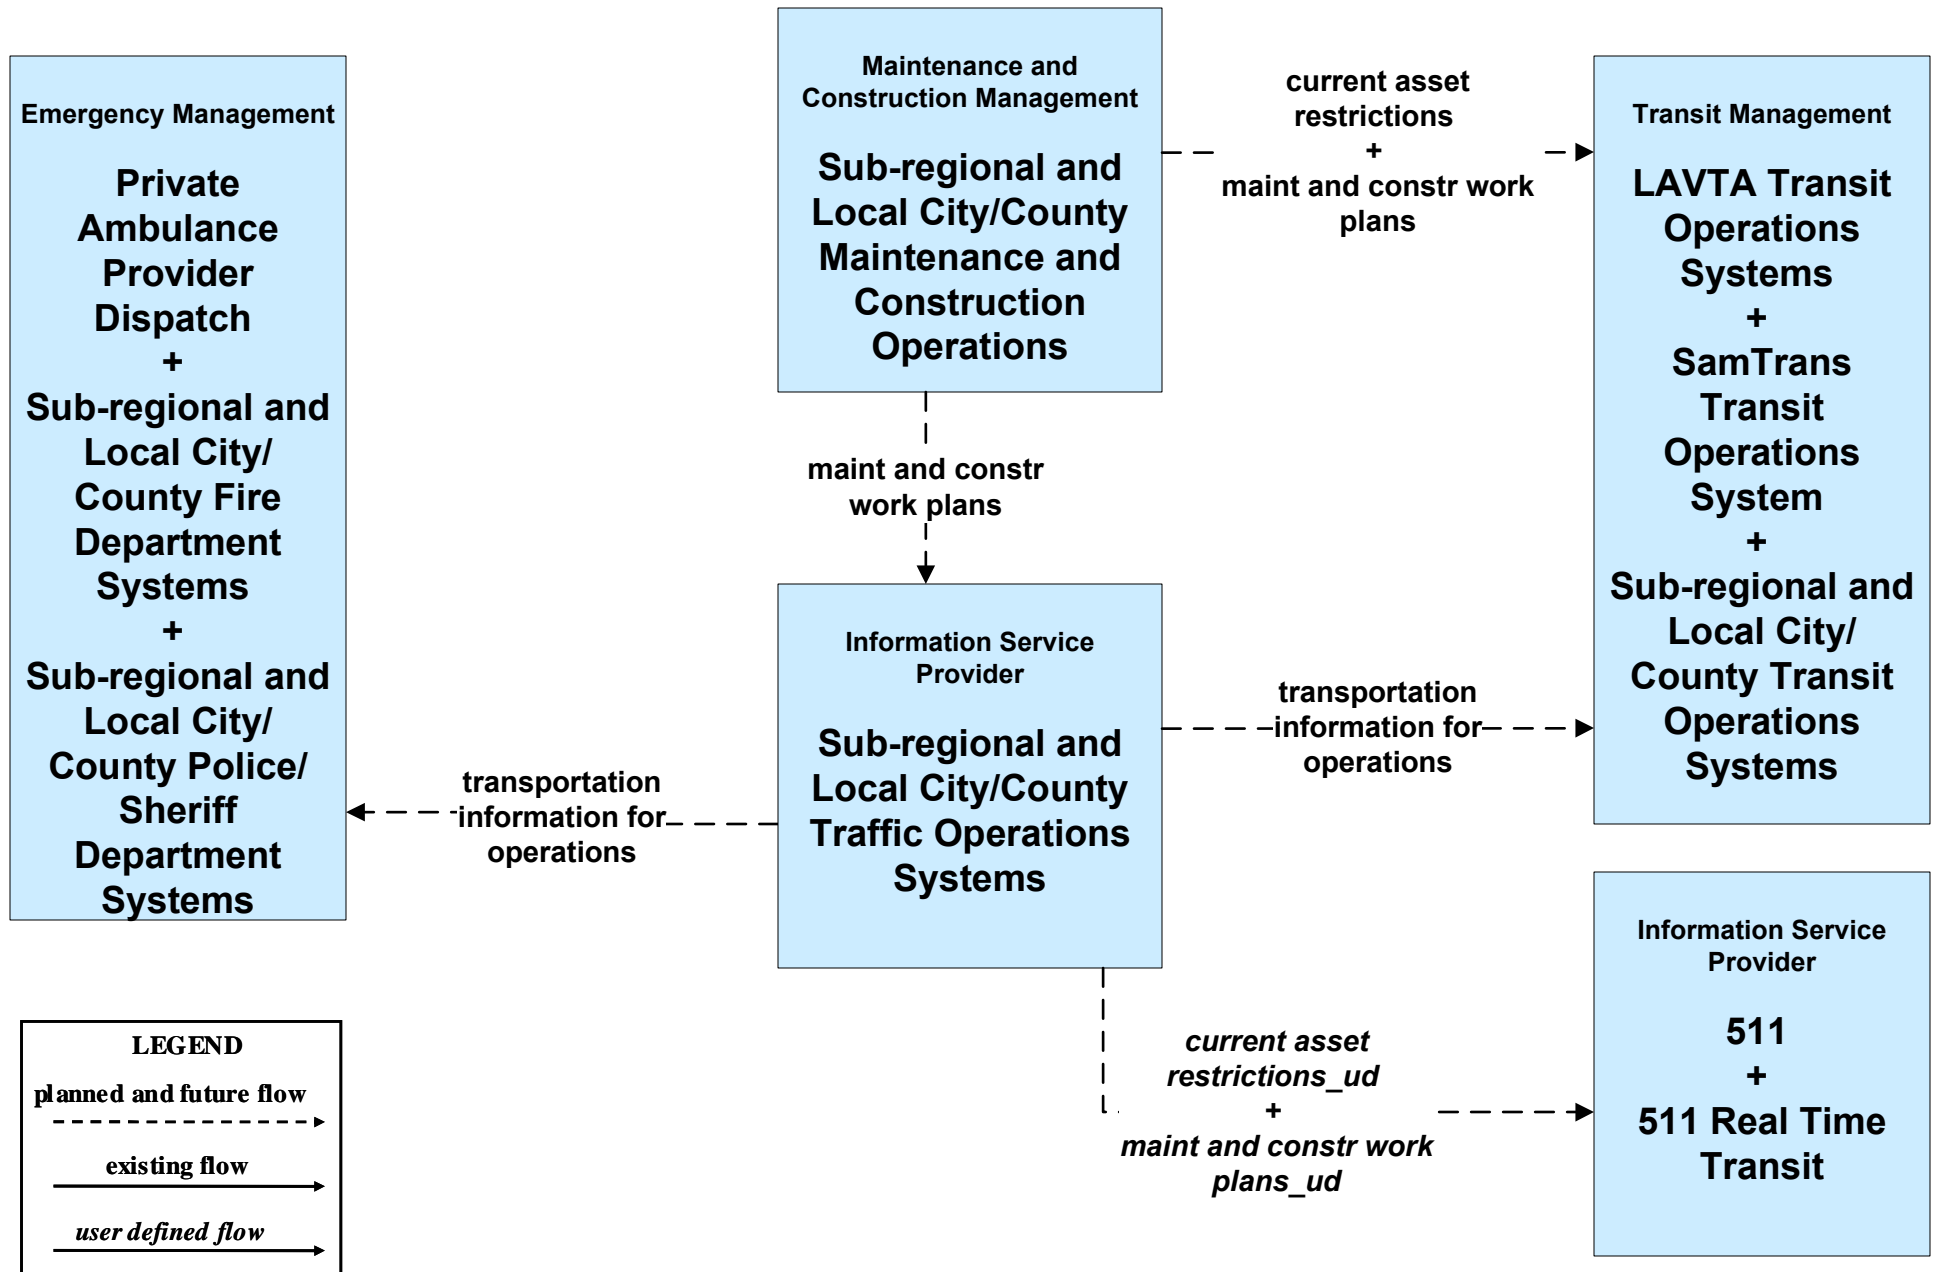 Emergency Management
Private
Ambulance
Provider
Dispatch
+
Sub-regional and
Local City/
County Fire
Department
Systems
+
Sub-regional and
Local City/
County Police/
Sheriff
Department
Systems
Maintenance and
Construction Management
Sub-regional and
Local City/County
Maintenance and
Construction
Operations
current asset
restrictions
+
maint and constr work
plans
Transit Management
LAVTA Transit
Operations
Systems
+
SamTrans
Transit
Operations
System
+
Sub-regional and
Local City/
County Transit
Operations
Systems
maint and constr
work plans
Information Service
Provider
Sub-regional and
Local City/County
Traffic Operations
Systems
transportation
information for
operations
transportation
information for
operations
current asset
restrictions_ud
+
maint and constr work
plans_ud
Information Service
Provider
511
+
511 Real Time
Transit
LEGEND
planned and future flow
existing flow
user defined flow